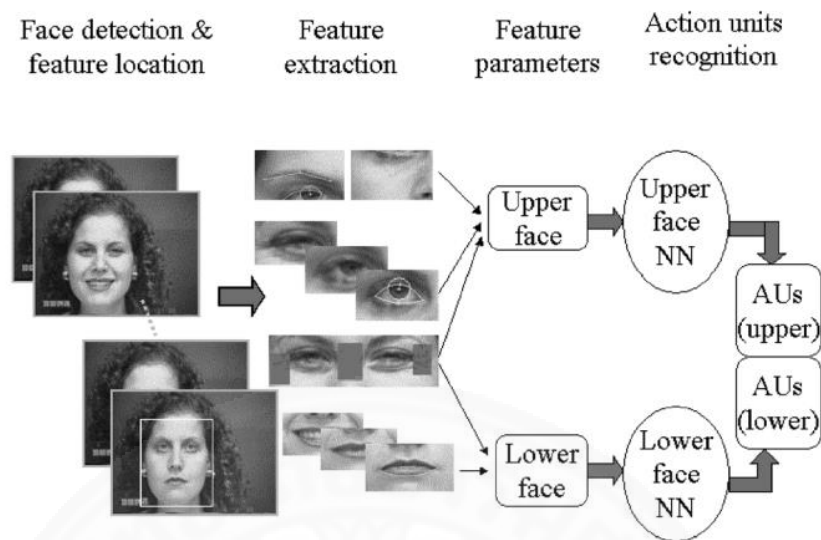 Face detection &
feature location
Feature
extraction
Feature
parameters
Action units
recognition
Upper
face
Upper
face
NN
AUs
(upper)
AUs
(lower)
Lower
face
Lower
face
NN